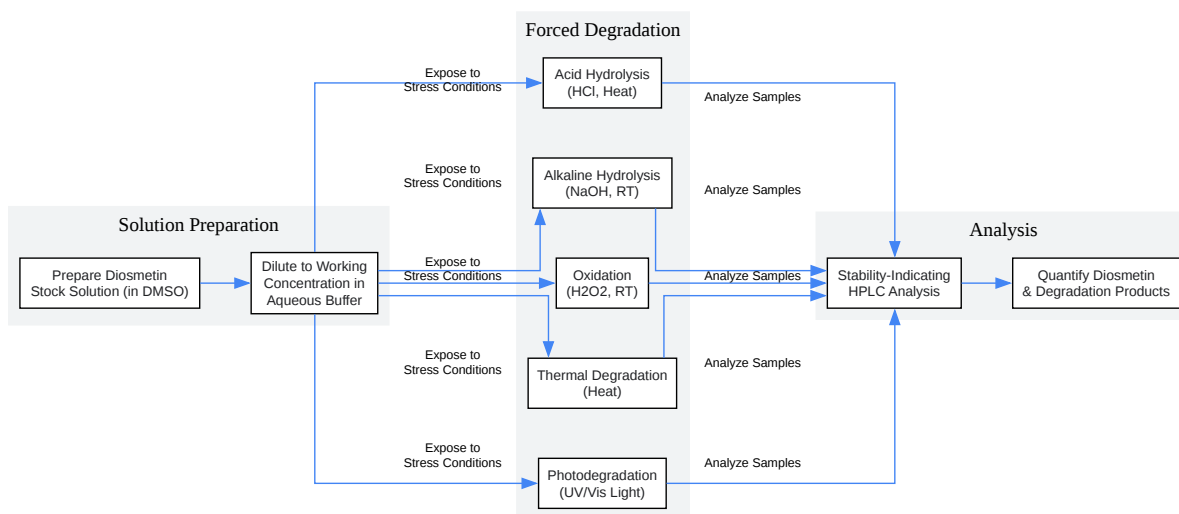 Solution Preparation
Prepare Diosmetin
Stock Solution (in DMSO)
Dilute to Working
Concentration in
Aqueous Buffer
Expose to
Stress Conditions
Expose to
Stress Conditions
Expose to
Stress Conditions
Expose to
Stress Conditions
Expose to
Stress Conditions
Forced Degradation
Acid Hydrolysis
(HCl, Heat)
Alkaline Hydrolysis
(NaOH, RT)
Oxidation
(H2O2, RT)
Thermal Degradation
(Heat)
Photodegradation
(UV/Vis Light)
Analyze Samples
Analyze Samples
Analyze Samples
Analyze Samples
Analyze Samples
Analysis
Stability-Indicating
HPLC Analysis
Quantify Diosmetin
& Degradation Products